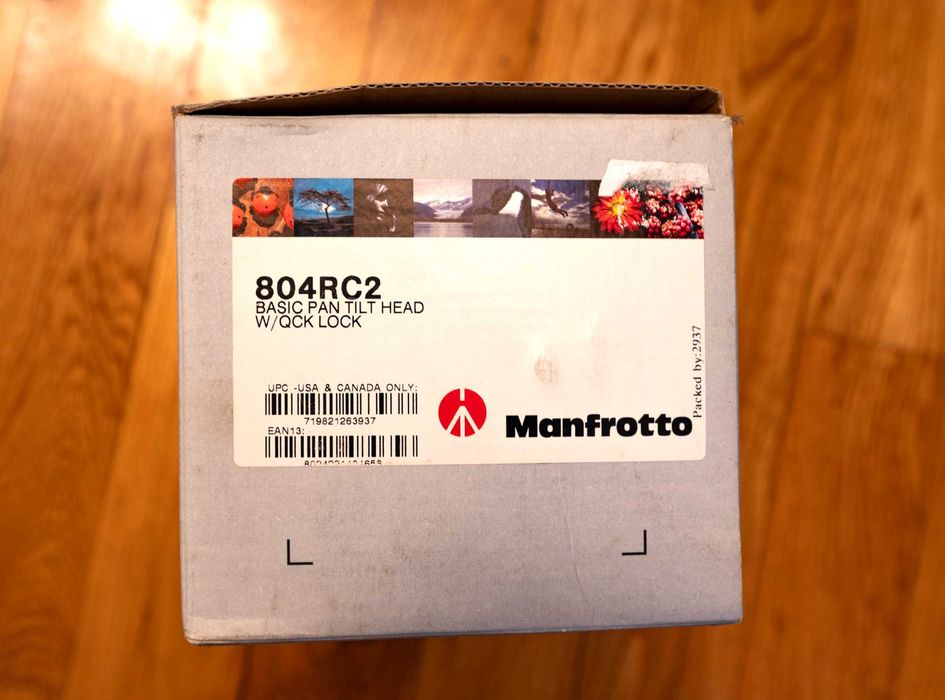 804RC2
BASIC PAN TILT HEAD
W/QCK LOCK
Packed by:2937
UPC -USA & CANADA ONLY:
719821263937
EAN13:
Manfrotto